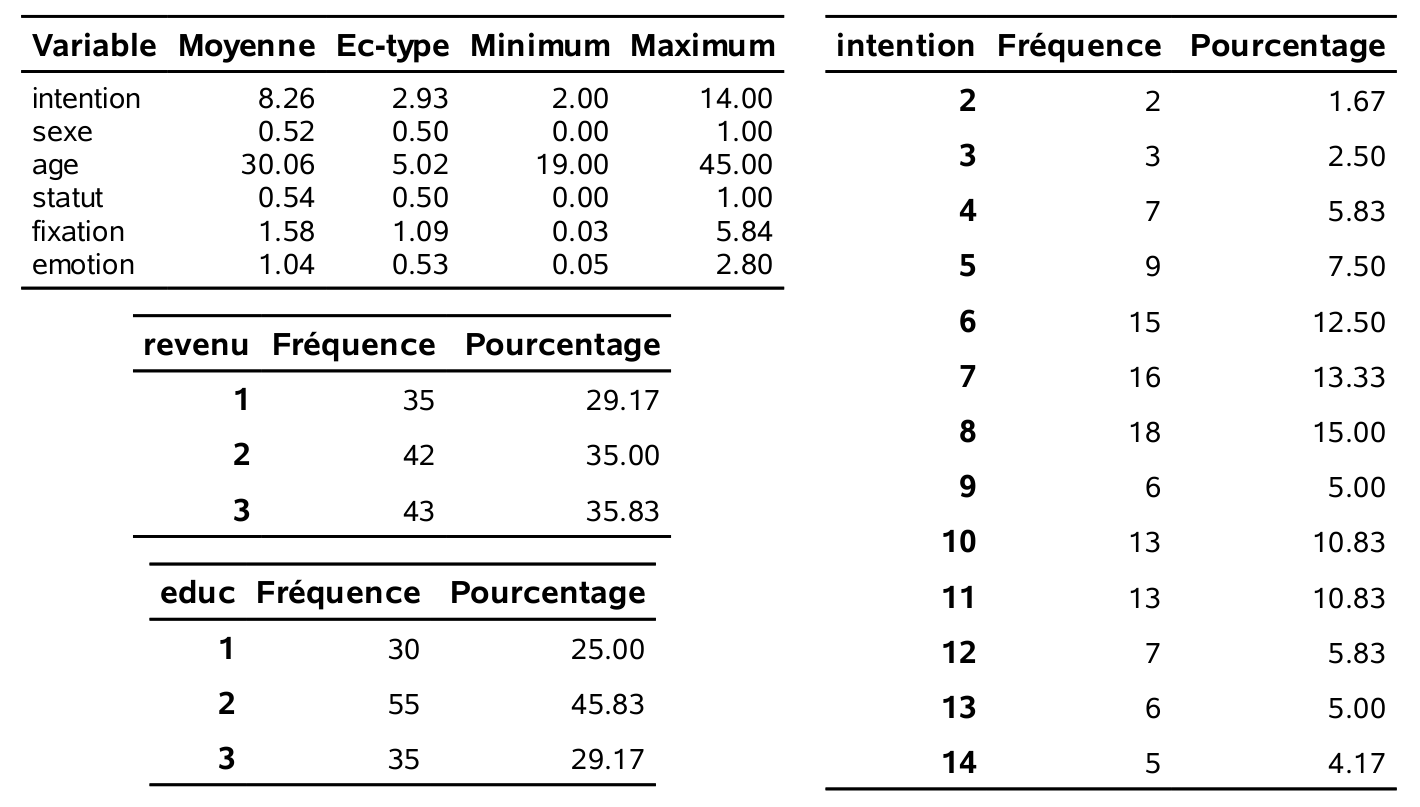 Variable Moyenne Ec-type Minimum Maximum
intention 8.26 2.93 2.00 14.00
sexe 0.52 0.50 0.00 1.00
age 30.06 5.02 19.00 45.00
statut 0.54 0.50 0.00 1.00
fixation 1.58 1.09 0.03 5.84
emotion 1.04 0.53 0.05 2.80
revenu Fréquence Pourcentage
1 35 29.17
2 42 35.00
3 43 35.83
educ Fréquence Pourcentage
1 30 25.00
2 55 45.83
3 35 29.17
intention Fréquence Pourcentage
2 2 1.67
3 3 2.50
4 7 5.83
5 9 7.50
6 15 12.50
7 16 13.33
8 18 15.00
9 6 5.00
10 13 10.83
11 13 10.83
12 7 5.83
13 6 5.00
14 5 4.17